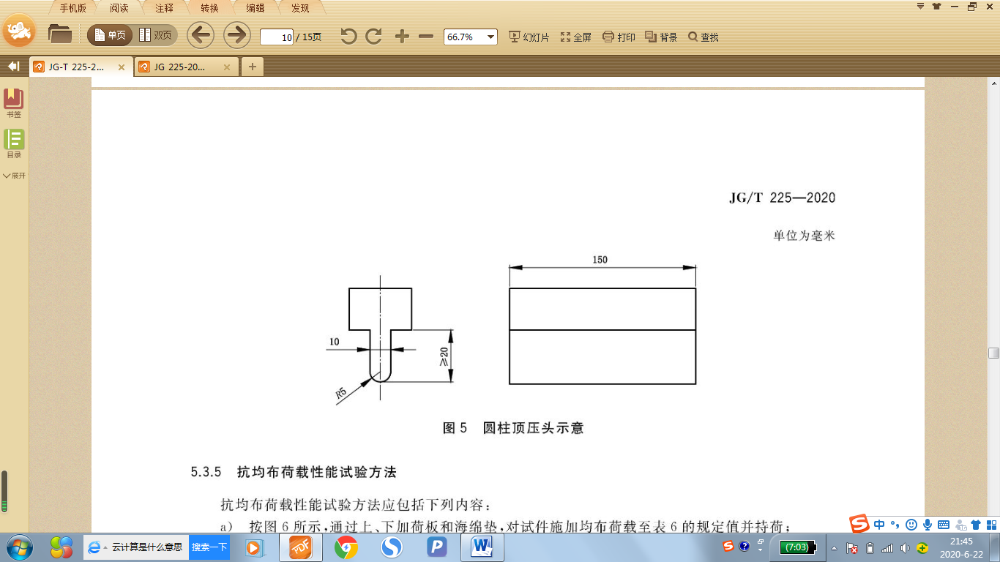 手机版 阅读 注释 转换 编辑 发现
单页 双页 10 / 15页 66.7% 幻灯片 全屏 打印 背景 查找
JG-T 225-2... JG 225-20...
书签
目录
展开
JG/T 225—2020
单位为毫米
150
10
≥20
R5
图 5 圆柱顶压头示意
5.3.5 抗均布荷载性能试验方法
抗均布荷载性能试验方法应包括下列内容：
a） 按图 6 所示，通过上、下加荷板和海绵垫，对试件施加均布荷载至表 6 的规定值并持荷；
中
云计算是什么意思 搜索一下
(7:03)
21:45
2020-6-22